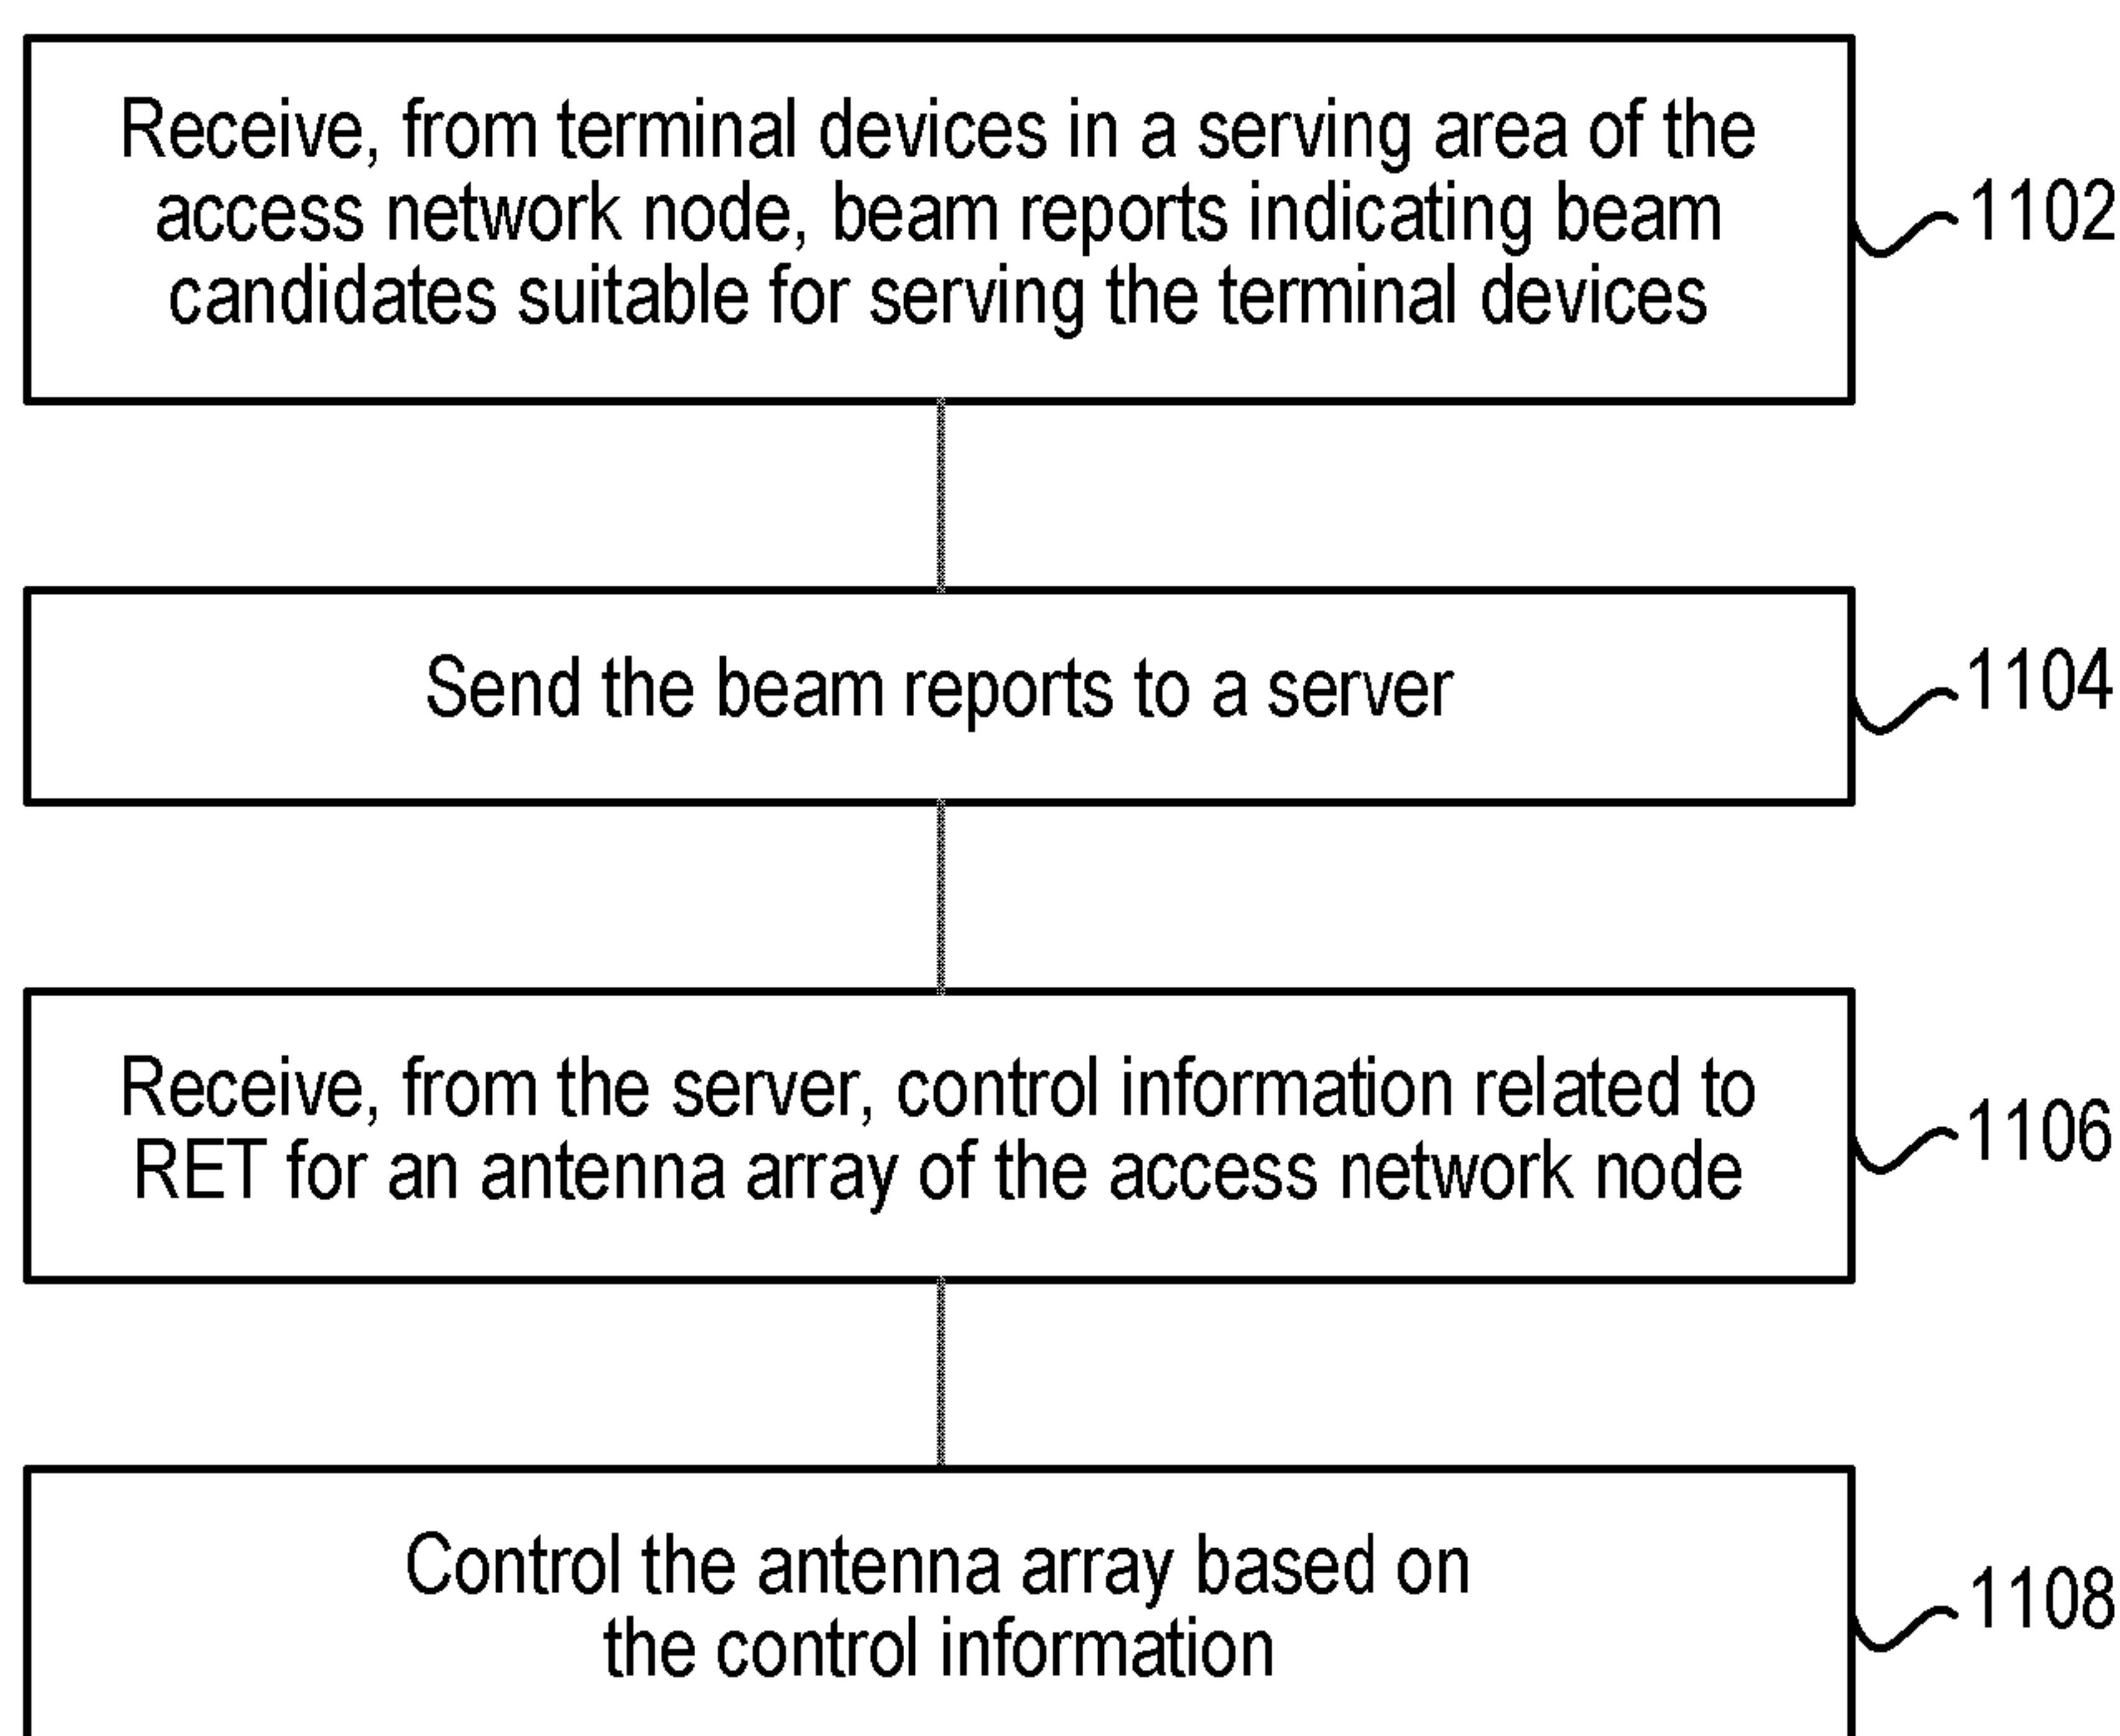 Receive, from terminal devices in a serving area of the
access network node, beam reports indicating beam
candidates suitable for serving the terminal devices
1102
Send the beam reports to a server
1104
Receive, from the server, control information related to
RET for an antenna array of the access network node
1106
Control the antenna array based on
the control information
1108